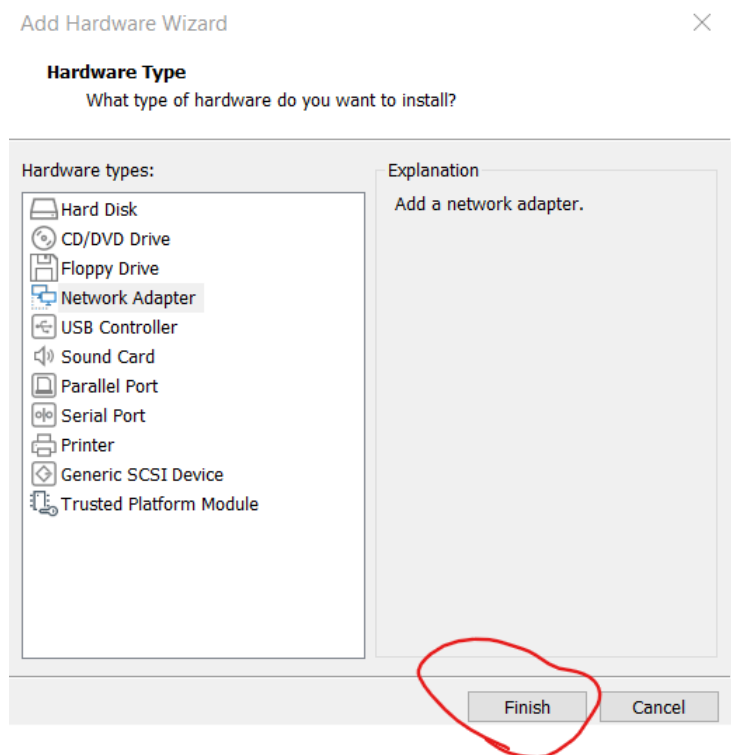 Add Hardware Wizard
Hardware Type
What type of hardware do you want to install?
Hardware types:
Hard Disk
CD/DVD Drive
Floppy Drive
Network Adapter
USB Controller
Sound Card
Parallel Port
Serial Port
Printer
Generic SCSI Device
Trusted Platform Module
Explanation
Add a network adapter.
Finish
Cancel